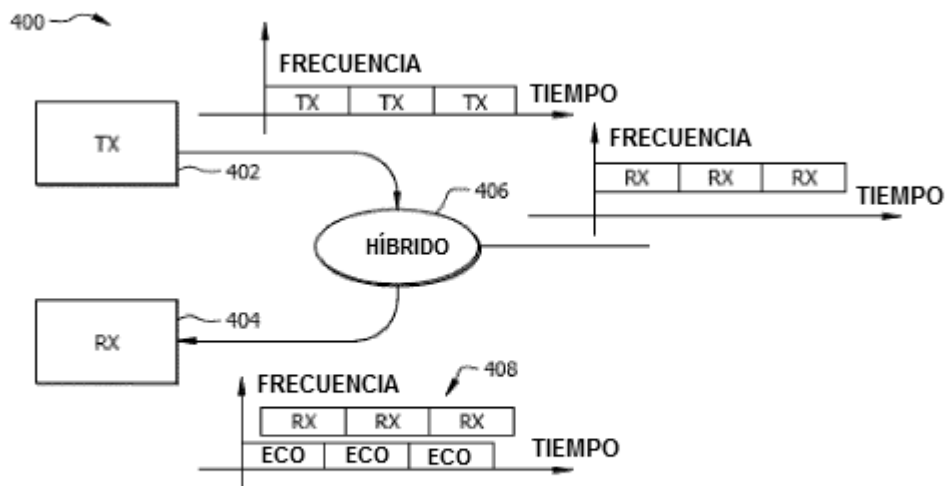 400
FRECUENCIA
TX TX TX
TIEMPO
TX
402
FRECUENCIA
RX RX RX
TIEMPO
406
HÍBRIDO
404
RX
408
FRECUENCIA
RX RX RX
ECO ECO ECO
TIEMPO